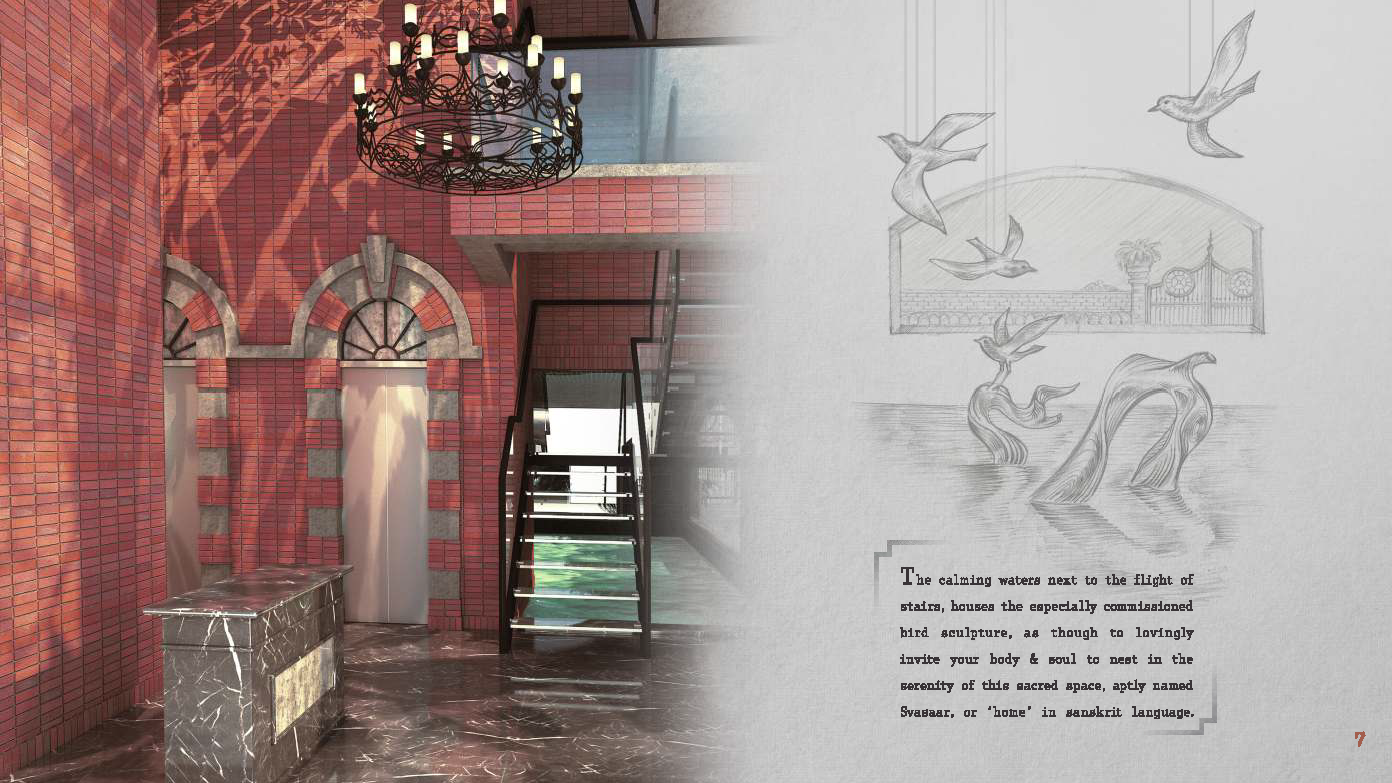 The calming waters next to the flight of
stairs, houses the especially commissioned
bird sculpture, as though to lovingly
invite your body & soul to nest in the
serenity of this sacred space, aptly named
Svasaar, or 'home' in sanskrit language.
7